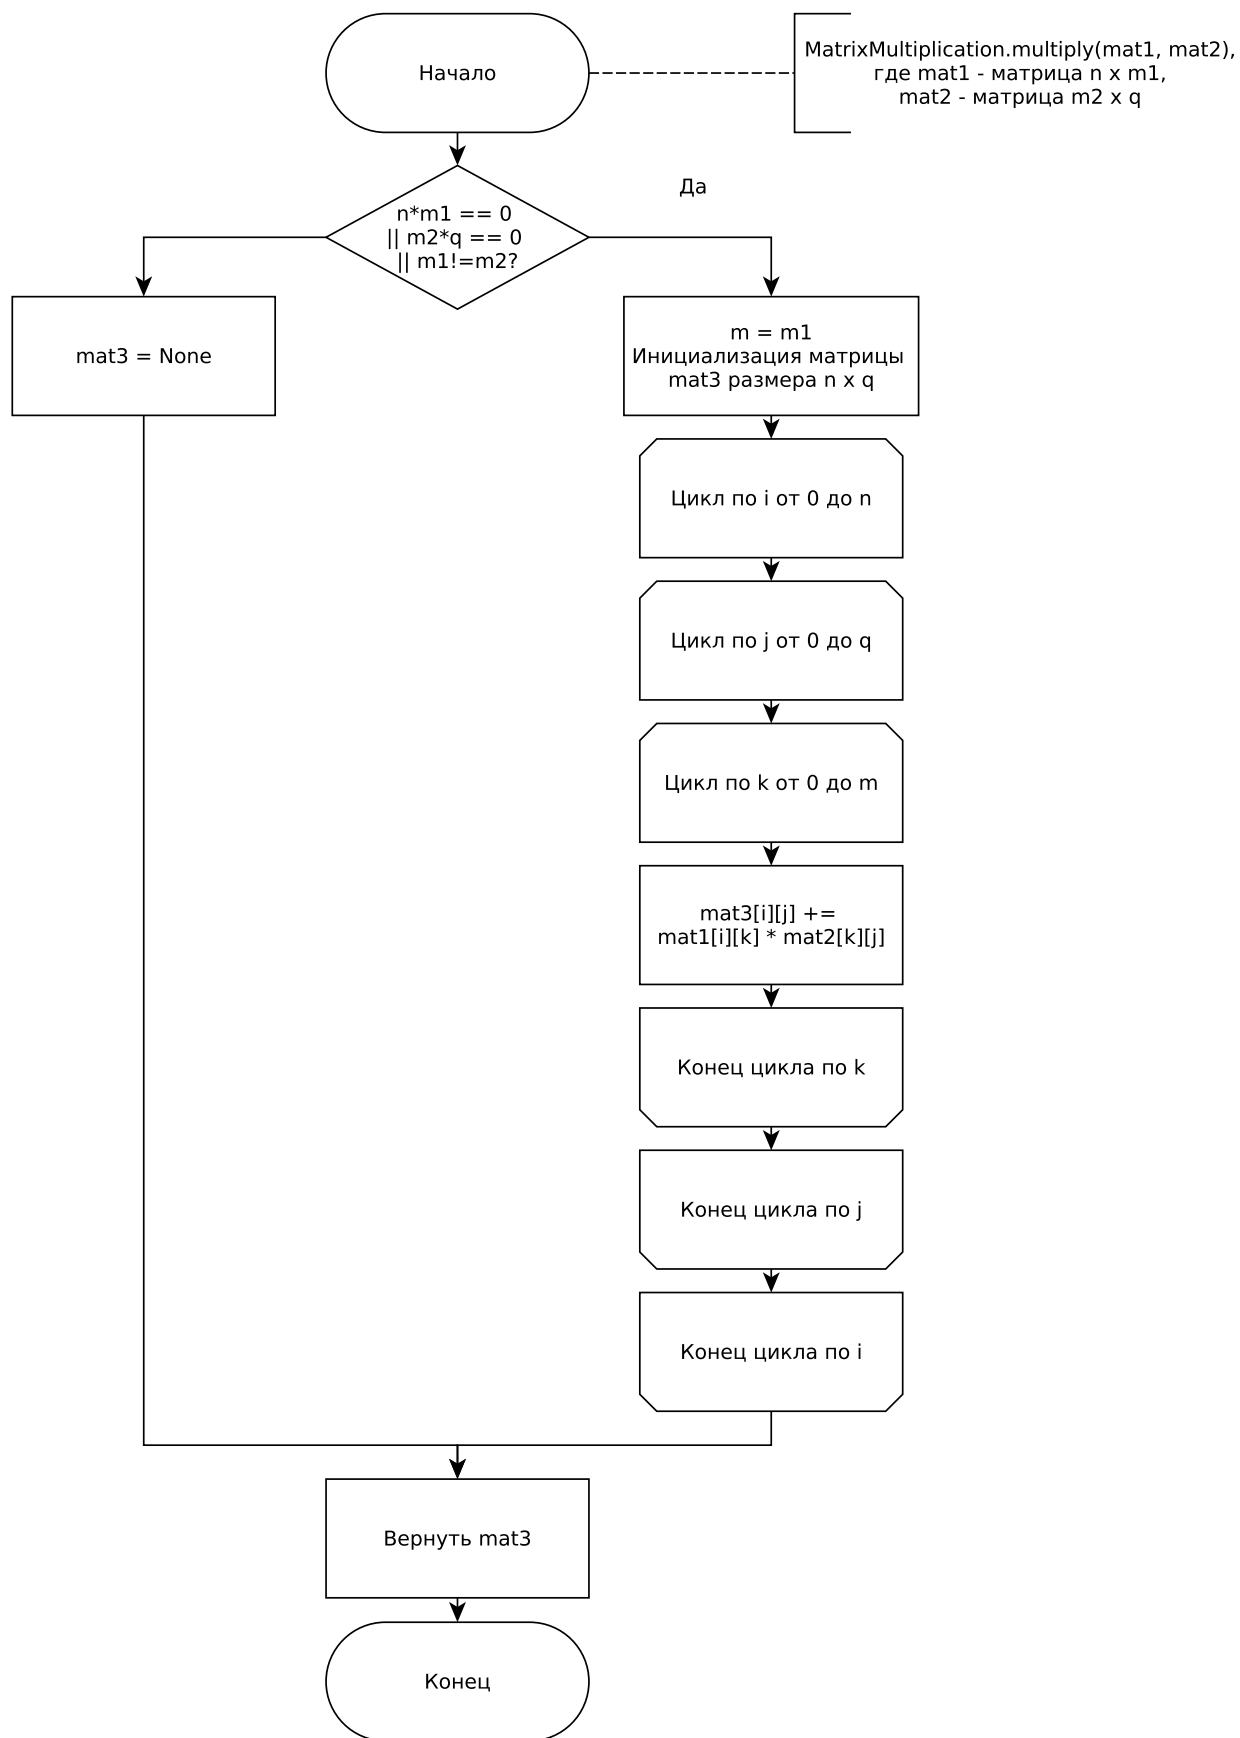 Начало
MatrixMultiplication.multiply(mat1, mat2),
где mat1 - матрица n x m1,
mat2 - матрица m2 x q
Да
n*m1 == 0
|| m2*q == 0
|| m1!=m2?
mat3 = None
m = m1
Инициализация матрицы
mat3 размера n x q
Цикл по i от 0 до n
Цикл по j от 0 до q
Цикл по k от 0 до m
mat3[i][j] +=
mat1[i][k] * mat2[k][j]
Конец цикла по k
Конец цикла по j
Конец цикла по i
Вернуть mat3
Конец